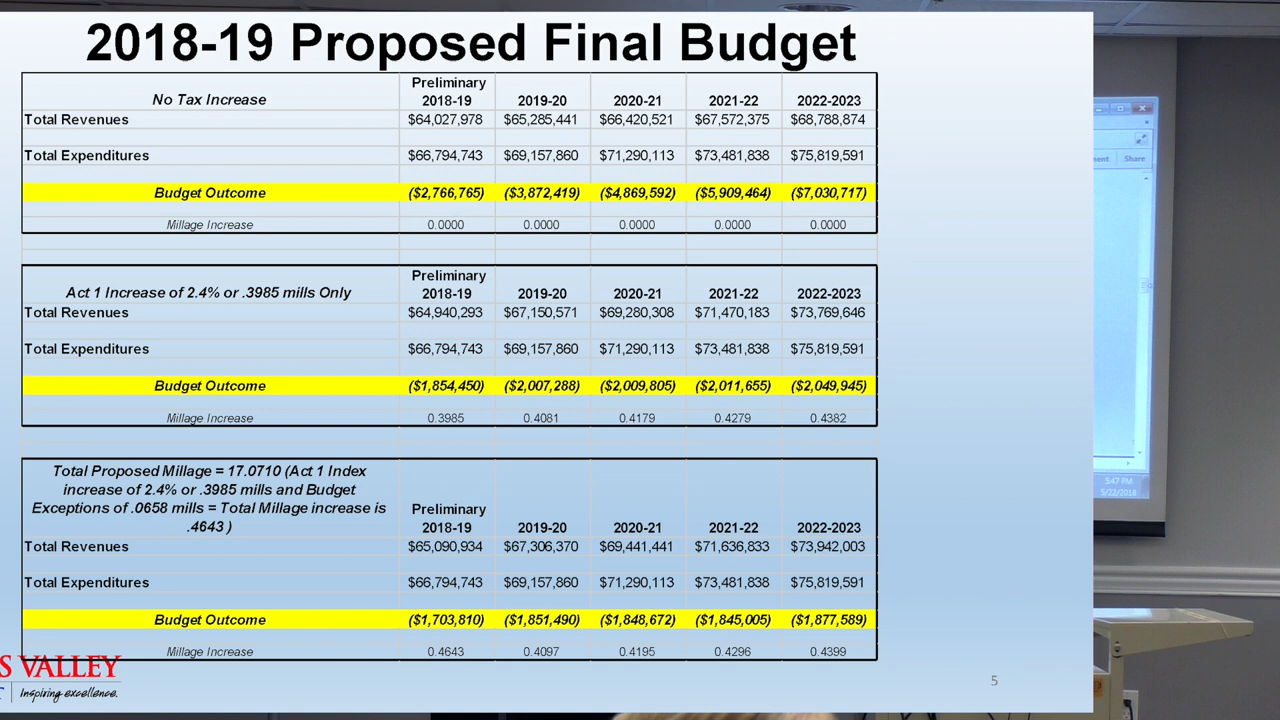 2018-19 Proposed Final Budget
No Tax Increase Preliminary 2018-19 2019-20 2020-21 2021-22 2022-2023
Total Revenues $64,027,978 $65,285,441 $66,420,521 $67,572,375 $68,788,874
Total Expenditures $66,794,743 $69,157,860 $71,290,113 $73,481,838 $75,819,591
Budget Outcome ($2,766,765) ($3,872,419) ($4,869,592) ($5,909,464) ($7,030,717)
Millage Increase 0.0000 0.0000 0.0000 0.0000 0.0000
Act 1 Increase of 2.4% or .3985 mills Only Preliminary 2018-19 2019-20 2020-21 2021-22 2022-2023
Total Revenues $64,940,293 $67,150,571 $69,280,308 $71,470,183 $73,769,646
Total Expenditures $66,794,743 $69,157,860 $71,290,113 $73,481,838 $75,819,591
Budget Outcome ($1,854,450) ($2,007,288) ($2,009,805) ($2,011,655) ($2,049,945)
Millage Increase 0.3985 0.4081 0.4179 0.4279 0.4382
Total Proposed Millage = 17.0710 (Act 1 Index
increase of 2.4% or .3985 mills and Budget
Exceptions of .0658 mills = Total Millage increase is
.4643 ) Preliminary 2018-19 2019-20 2020-21 2021-22 2022-2023
Total Revenues $65,090,934 $67,306,370 $69,441,441 $71,636,833 $73,942,003
Total Expenditures $66,794,743 $69,157,860 $71,290,113 $73,481,838 $75,819,591
Budget Outcome ($1,703,810) ($1,851,490) ($1,848,672) ($1,845,005) ($1,877,589)
Millage Increase 0.4643 0.4097 0.4195 0.4296 0.4399
S VALLEY
T Inspiring excellence.
5
Share
5:47 PM
5/22/2018